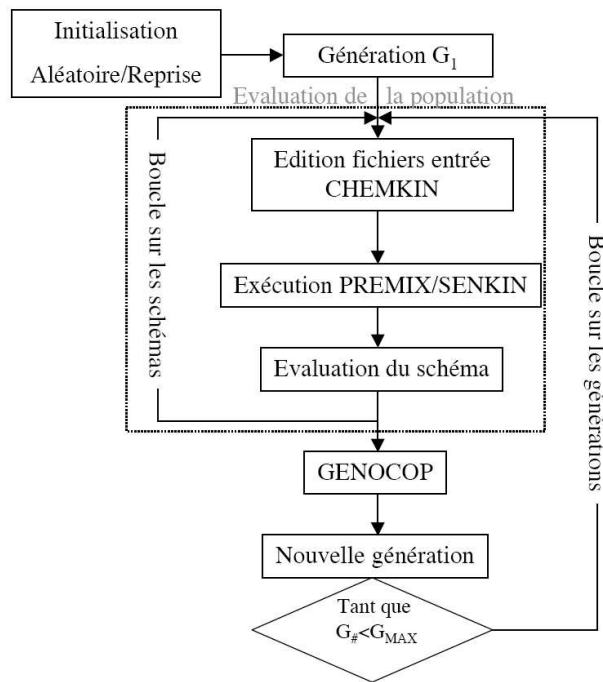 Initialisation
Aléatoire/Reprise
Génération G1
Evaluation de la population
Edition fichiers entrée
CHEMKIN
Exécution PREMIX/SENKIN
Evaluation du schéma
Boucle sur les schémas
Boucle sur les générations
GENOCOP
Nouvelle génération
Tant que
G#<GMAX